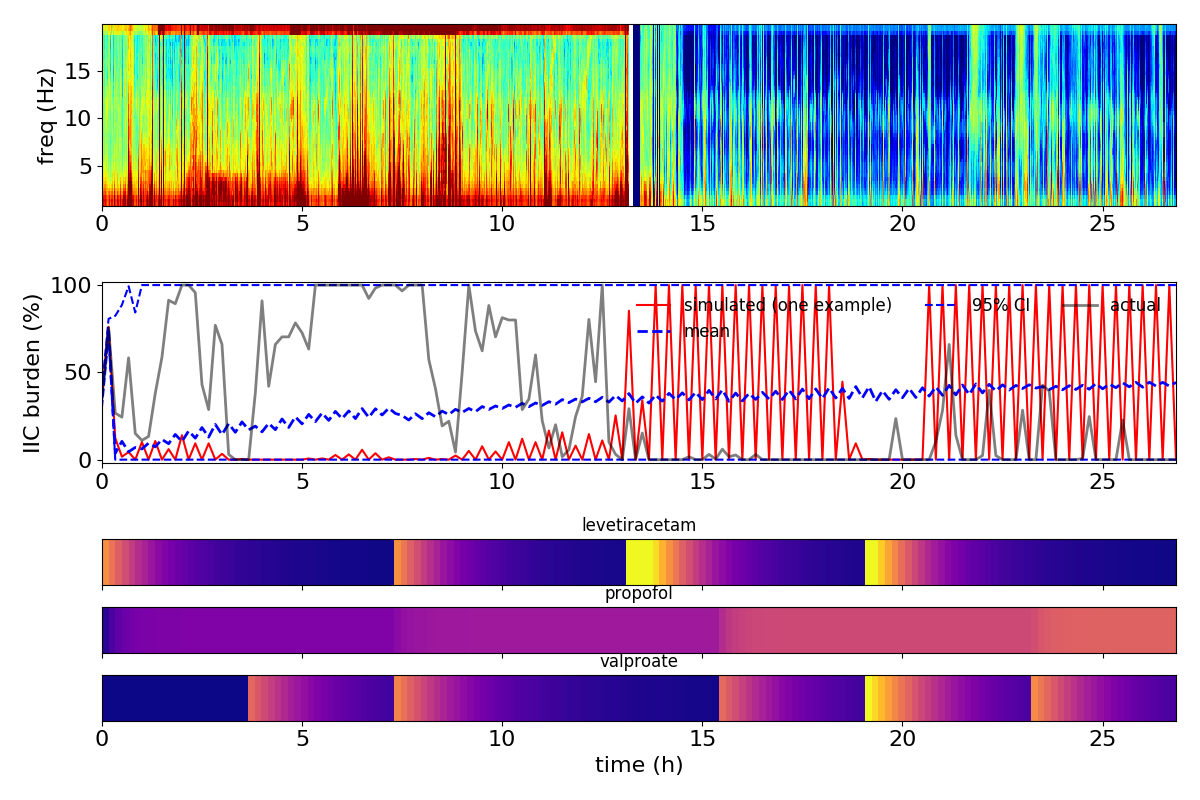 freq (Hz)
15
10
5
0 5 10 15 20 25
IIC burden (%)
100
50
0
simulated (one example)
mean
95% CI
actual
0 5 10 15 20 25
levetiracetam
propofol
valproate
0 5 10 15 20 25
time (h)